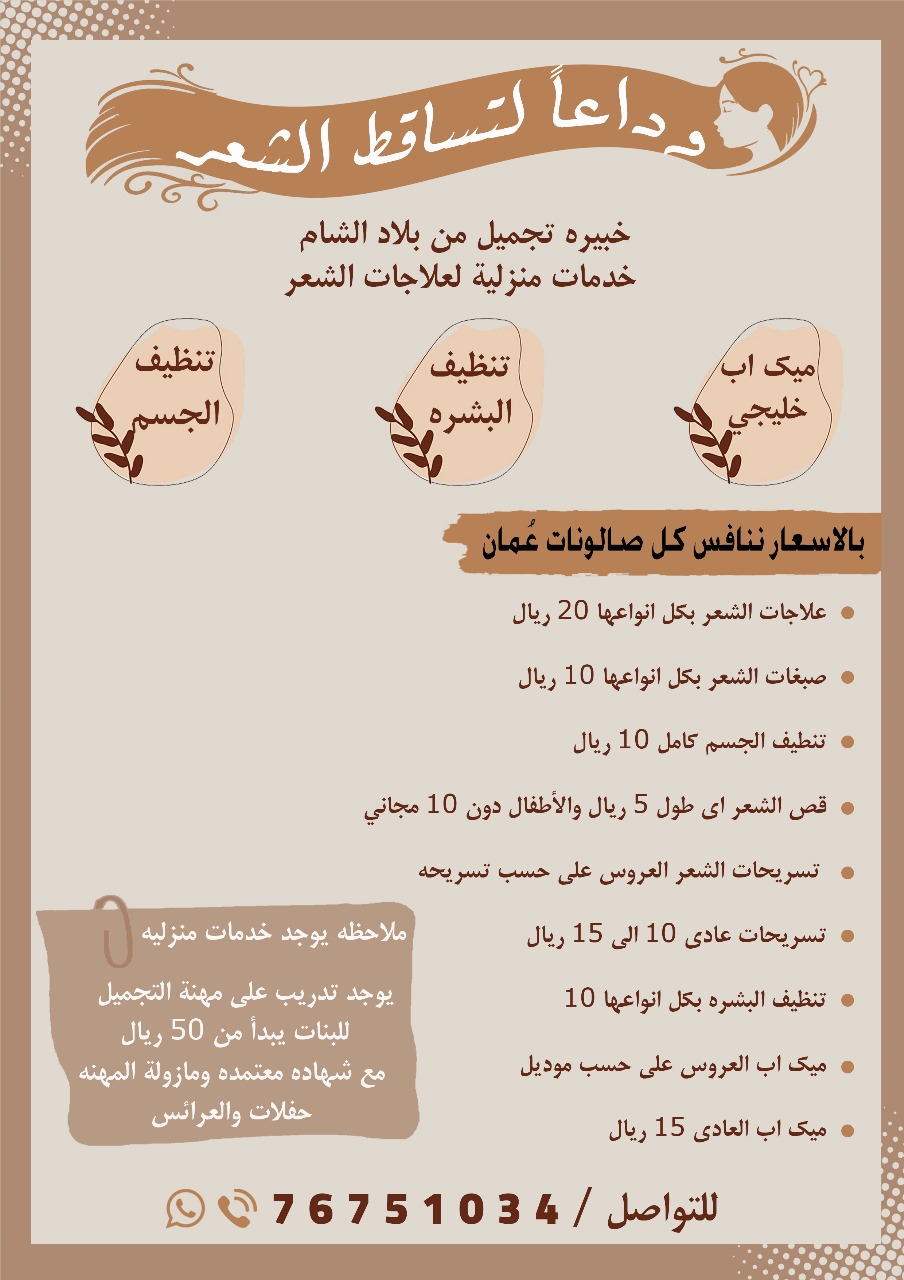 وداعاً لتساقط الشعر
خبيره تجميل من بلاد الشام
خدمات منزلية لعلاجات الشعر
ميك اب
خليجي
تنظيف
البشره
تنظيف
الجسم
بالاسعار ننافس كل صالونات عُمان
علاجات الشعر بكل انواعها 20 ريال
صبغات الشعر بكل انواعها 10 ريال
تنطيف الجسم كامل 10 ريال
قص الشعر اى طول 5 ريال والأطفال دون 10 مجاني
تسريحات الشعر العروس على حسب تسريحه
تسريحات عادى 10 الى 15 ريال
تنظيف البشره بكل انواعها 10
ميك اب العروس على حسب موديل
ميك اب العادى 15 ريال
ملاحظه يوجد خدمات منزليه
يوجد تدريب على مهنة التجميل
للبنات يبدأ من 50 ريال
مع شهاده معتمده ومازولة المهنه
حفلات والعرائس
للتواصل / 76751034